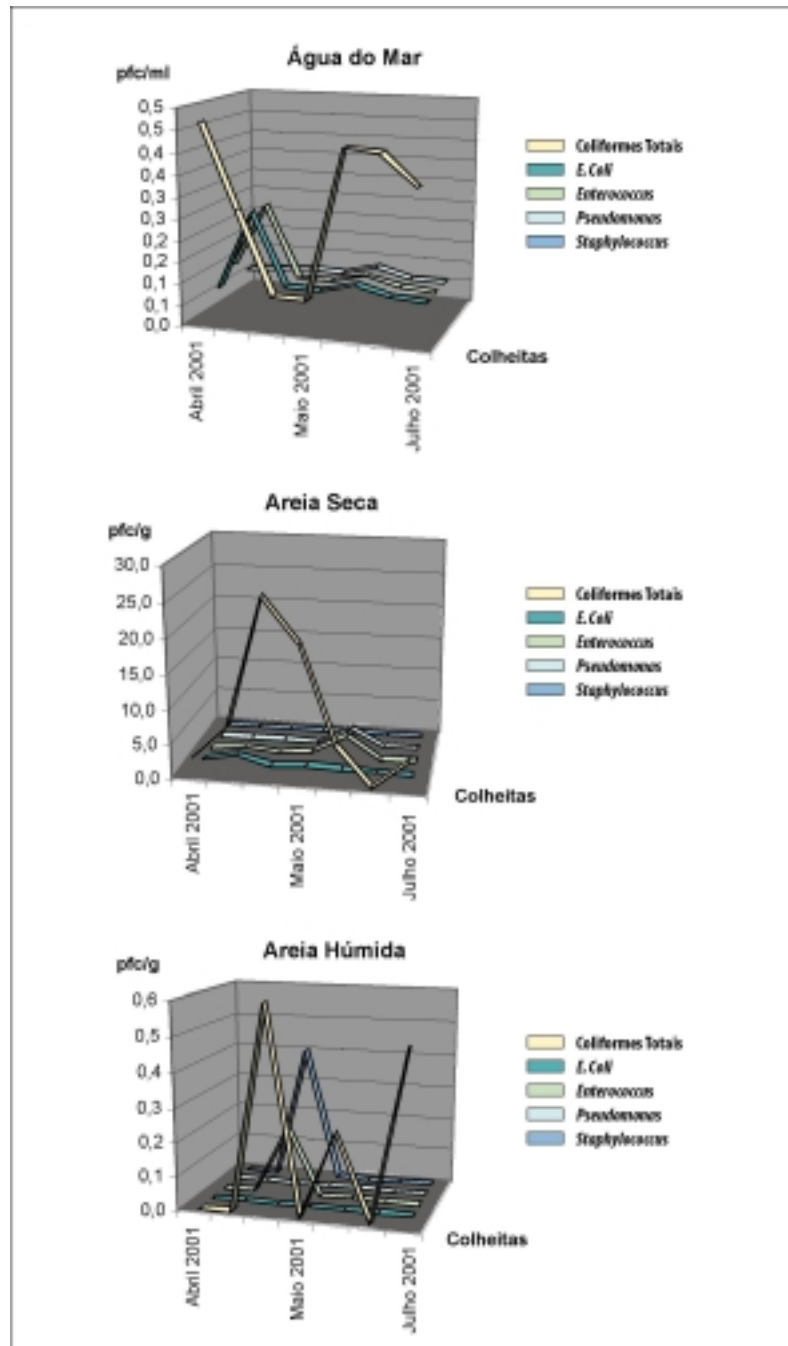 Água do Mar
pfc/ml
0,5
0,5
0,4
0,4
0,3
0,3
0,2
0,2
0,1
0,1
0,0
Abril 2001
Maio 2001
Julho 2001
Colheitas
Coliformes Totais
E. Coli
Enterococcus
Pseudomonas
Staphylococcus
Areia Seca
pfc/g
30,0
25,0
20,0
15,0
10,0
5,0
0,0
Abril 2001
Maio 2001
Julho 2001
Colheitas
Coliformes Totais
E. Coli
Enterococcus
Pseudomonas
Staphylococcus
Areia Húmida
pfc/g
0,6
0,5
0,4
0,3
0,2
0,1
0,0
Abril 2001
Maio 2001
Julho 2001
Colheitas
Coliformes Totais
E. Coli
Enterococcus
Pseudomonas
Staphylococcus